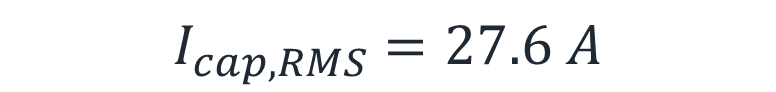 I_{cap,RMS} = 27.6 A